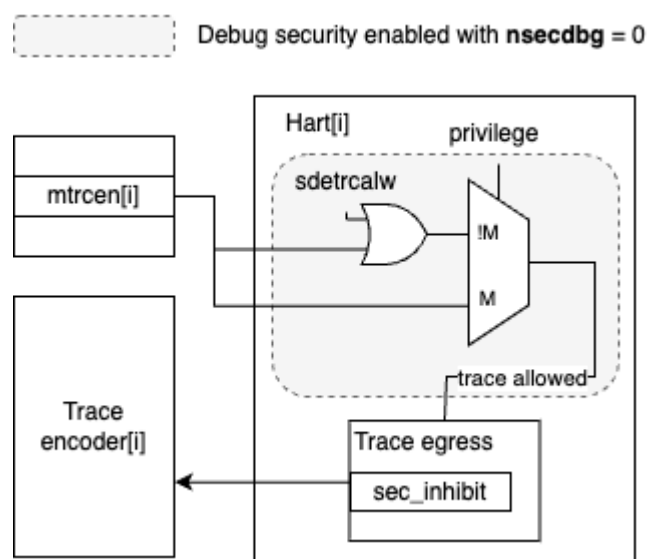 Debug security enabled with nsecdbg = 0
Hart[i]
privilege
mtrcen[i]
sdetrcalw
!M
M
trace allowed
Trace
encoder[i]
Trace egress
sec_inhibit